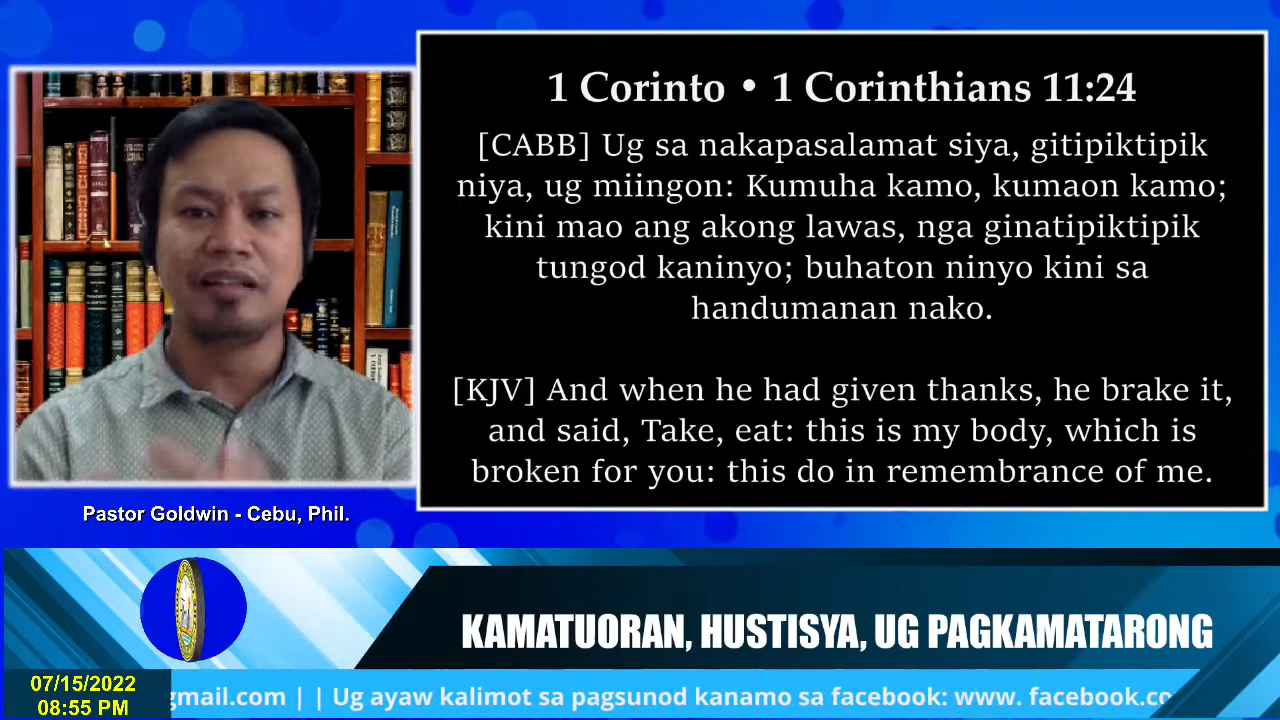 1 Corinto • 1 Corinthians 11:24
[CABB] Ug sa nakapasalamat siya, gitipiktipik
niya, ug miingon: Kumuha kamo, kumaon kamo;
kini mao ang akong lawas, nga ginatipiktipik
tungod kaninyo; buhaton ninyo kini sa
handumanan nako.
[KJV] And when he had given thanks, he brake it,
and said, Take, eat: this is my body, which is
broken for you: this do in remembrance of me.
Pastor Goldwin - Cebu, Phil.
KAMATUORAN, HUSTISYA, UG PAGKAMATARONG
07/15/2022
08:55 PM
gmail.com | | Ug ayaw kalimot sa pagsunod kanamo sa facebook: www. facebook.co